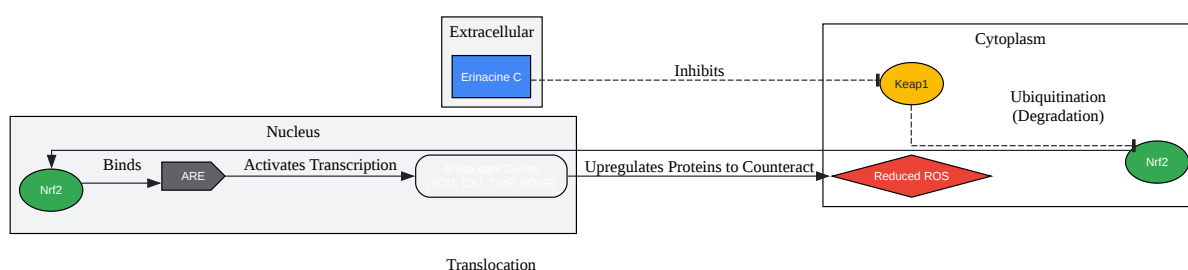 Extracellular
Erinacine C
Inhibits
Cytoplasm
Keap1
Ubiquitination
(Degradation)
Nrf2
Nucleus
Nrf2
Binds
ARE
Activates Transcription
Antioxidant Genes
(SOD, CAT, TrxR, BDNF)
Upregulates Proteins to Counteract
Reduced ROS
Translocation